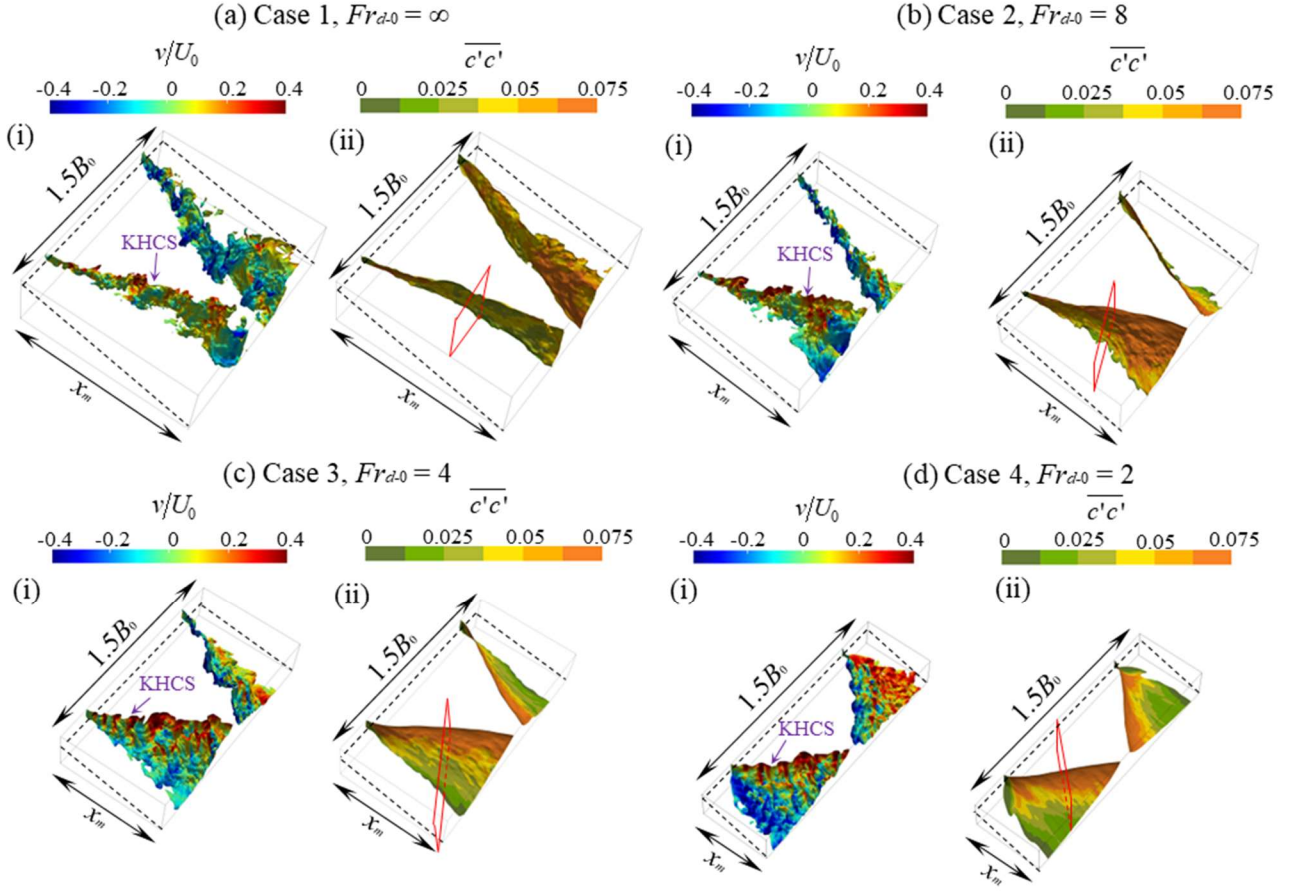 (a) Case 1, Frd-0 = ∞
v/U0
c'c'
-0.4 -0.2 0 0.2 0.4
0 0.025 0.05 0.075
(i)
(ii)
1.5B0
1.5B0
KHCS
xm
xm
(b) Case 2, Frd-0 = 8
v/U0
c'c'
-0.4 -0.2 0 0.2 0.4
0 0.025 0.05 0.075
(i)
(ii)
1.5B0
1.5B0
KHCS
xm
xm
(c) Case 3, Frd-0 = 4
v/U0
c'c'
-0.4 -0.2 0 0.2 0.4
0 0.025 0.05 0.075
(i)
(ii)
1.5B0
1.5B0
KHCS
xm
xm
(d) Case 4, Frd-0 = 2
v/U0
c'c'
-0.4 -0.2 0 0.2 0.4
0 0.025 0.05 0.075
(i)
(ii)
1.5B0
1.5B0
KHCS
xm
xm